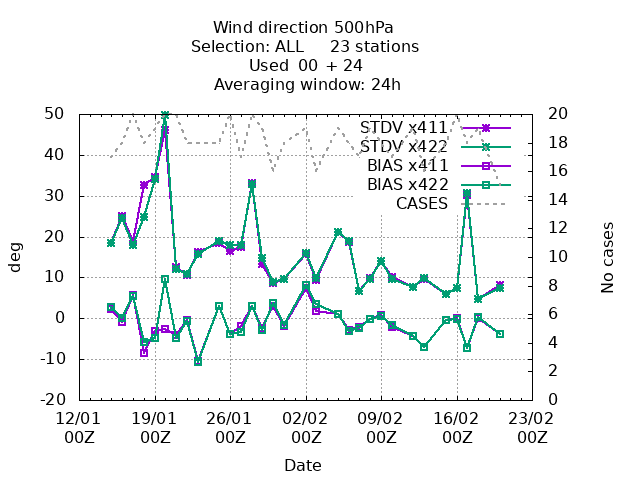 Wind direction 500hPa
Selection: ALL     23 stations
Used  00 + 24
Averaging window: 24h
50
40
30
20
10
0
-10
-20
20
18
16
14
12
10
8
6
4
2
0
STDV x411
STDV x422
BIAS x411
BIAS x422
CASES
deg
No cases
12/01 19/01 26/01 02/02 09/02 16/02 23/02
00Z 00Z 00Z 00Z 00Z 00Z 00Z
Date